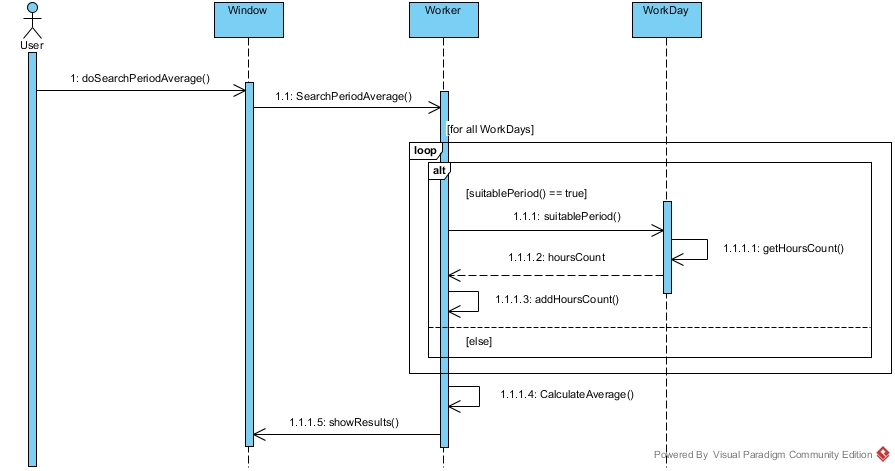 Window
Worker
WorkDay
User
1: doSearchPeriodAverage()
1.1: SearchPeriodAverage()
[for all WorkDays]
loop
alt
[suitablePeriod() == true]
1.1.1: suitablePeriod()
1.1.1.1: getHoursCount()
1.1.1.2: hoursCount
1.1.1.3: addHoursCount()
[else]
1.1.1.4: CalculateAverage()
1.1.1.5: showResults()
Powered By Visual Paradigm Community Edition